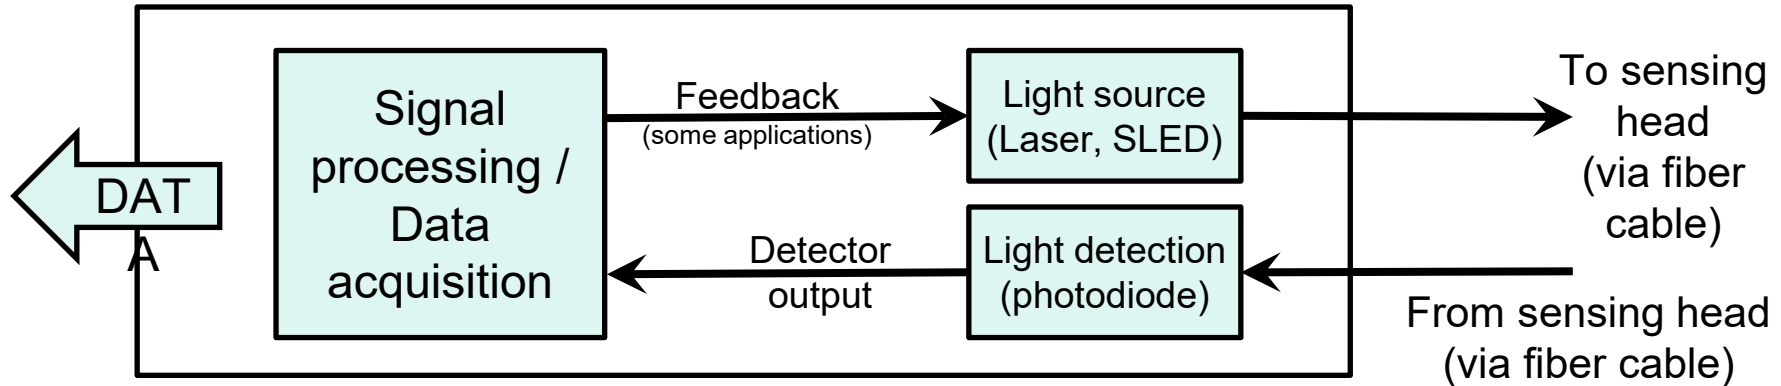 DAT
A
Signal
processing /
Data
acquisition
Feedback
(some applications)
Detector
output
Light source
(Laser, SLED)
Light detection
(photodiode)
To sensing
head
(via fiber
cable)
From sensing head
(via fiber cable)